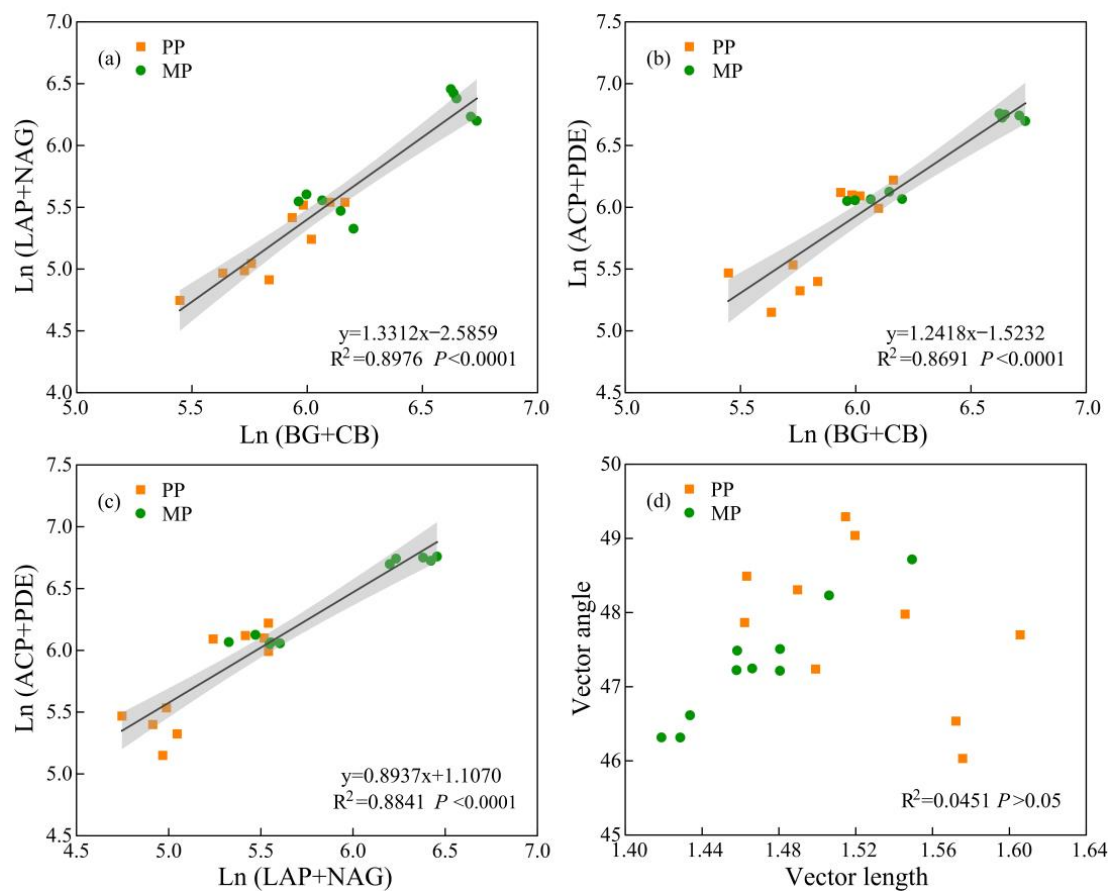 (a)
PP
MP
7.0
6.5
6.0
5.5
5.0
4.5
4.0
Ln (LAP+NAG)
y=1.3312x−2.5859
R²=0.8976 P<0.0001
5.0 5.5 6.0 6.5 7.0
Ln (BG+CB)
(b)
PP
MP
7.5
7.0
6.5
6.0
5.5
5.0
4.5
Ln (ACP+PDE)
y=1.2418x−1.5232
R²=0.8691 P<0.0001
5.0 5.5 6.0 6.5 7.0
Ln (BG+CB)
(c)
PP
MP
7.5
7.0
6.5
6.0
5.5
5.0
4.5
Ln (ACP+PDE)
y=0.8937x+1.1070
R²=0.8841 P <0.0001
4.5 5.0 5.5 6.0 6.5 7.0
Ln (LAP+NAG)
(d)
PP
MP
50
49
48
47
46
45
Vector angle
R²=0.0451 P>0.05
1.40 1.44 1.48 1.52 1.56 1.60 1.64
Vector length